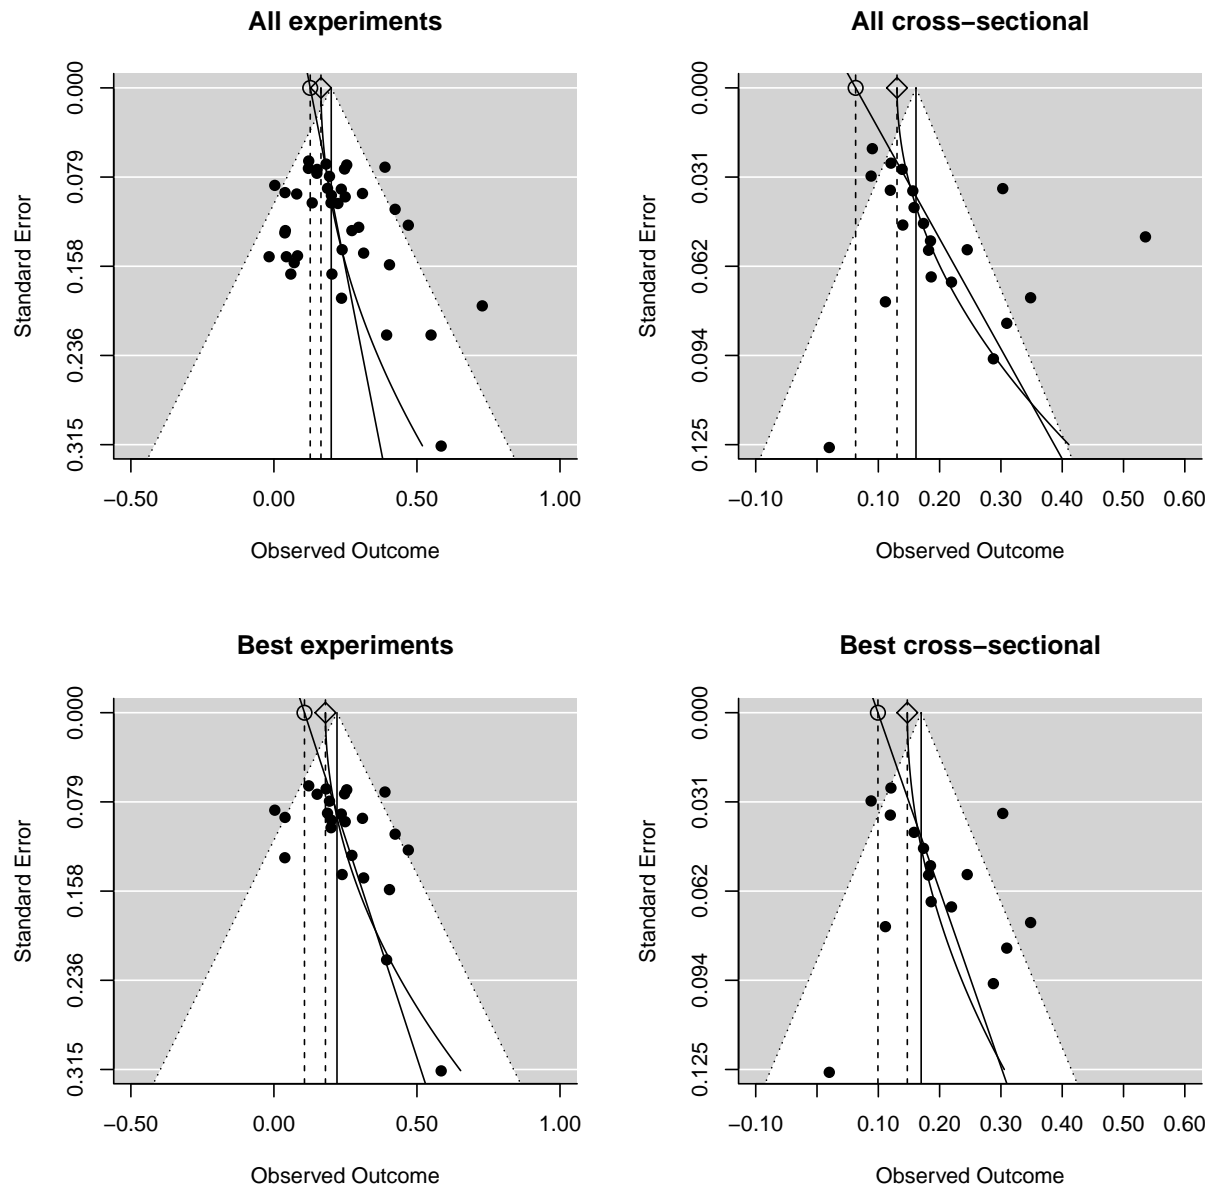 All experiments
Standard Error
0.000
0.079
0.158
0.236
0.315
−0.50 0.00 0.50 1.00
Observed Outcome
All cross−sectional
Standard Error
0.000
0.031
0.062
0.094
0.125
−0.10 0.10 0.20 0.30 0.40 0.50 0.60
Observed Outcome
Best experiments
Standard Error
0.000
0.079
0.158
0.236
0.315
−0.50 0.00 0.50 1.00
Observed Outcome
Best cross−sectional
Standard Error
0.000
0.031
0.062
0.094
0.125
−0.10 0.10 0.20 0.30 0.40 0.50 0.60
Observed Outcome